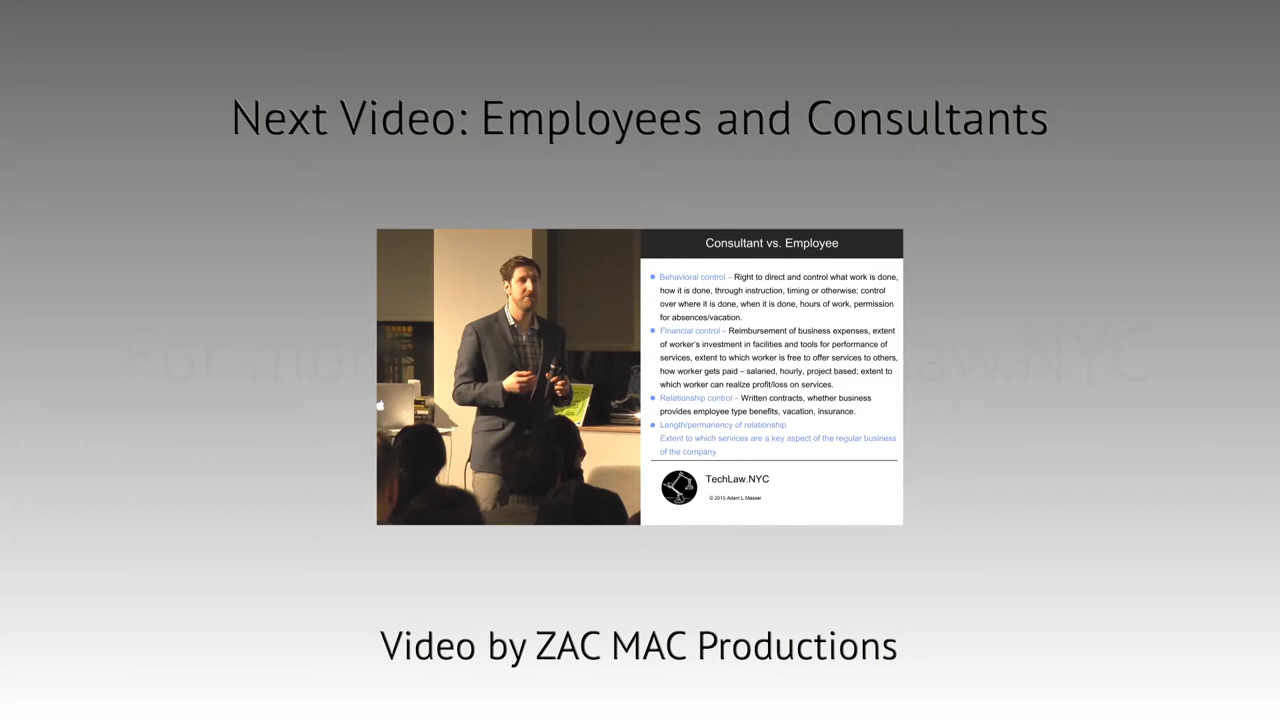 Next Video: Employees and Consultants
Consultant vs. Employee
Behavioral control – Right to direct and control what work is done,
how it is done, through instruction, timing or otherwise; control
over where it is done, when it is done, hours of work, permission
for absences/vacation.
Financial control – Reimbursement of business expenses, extent
of worker's investment in facilities and tools for performance of
services, extent to which worker is free to offer services to others,
how worker gets paid – salaried, hourly, project based; extent to
which worker can realize profit/loss on services.
Relationship control – Written contracts, whether business
provides employee type benefits, vacation, insurance.
Length/permanency of relationship
Extent to which services are a key aspect of the regular business
of the company
TechLaw.NYC
© 2015 Adam L.Masser
Video by ZAC MAC Productions